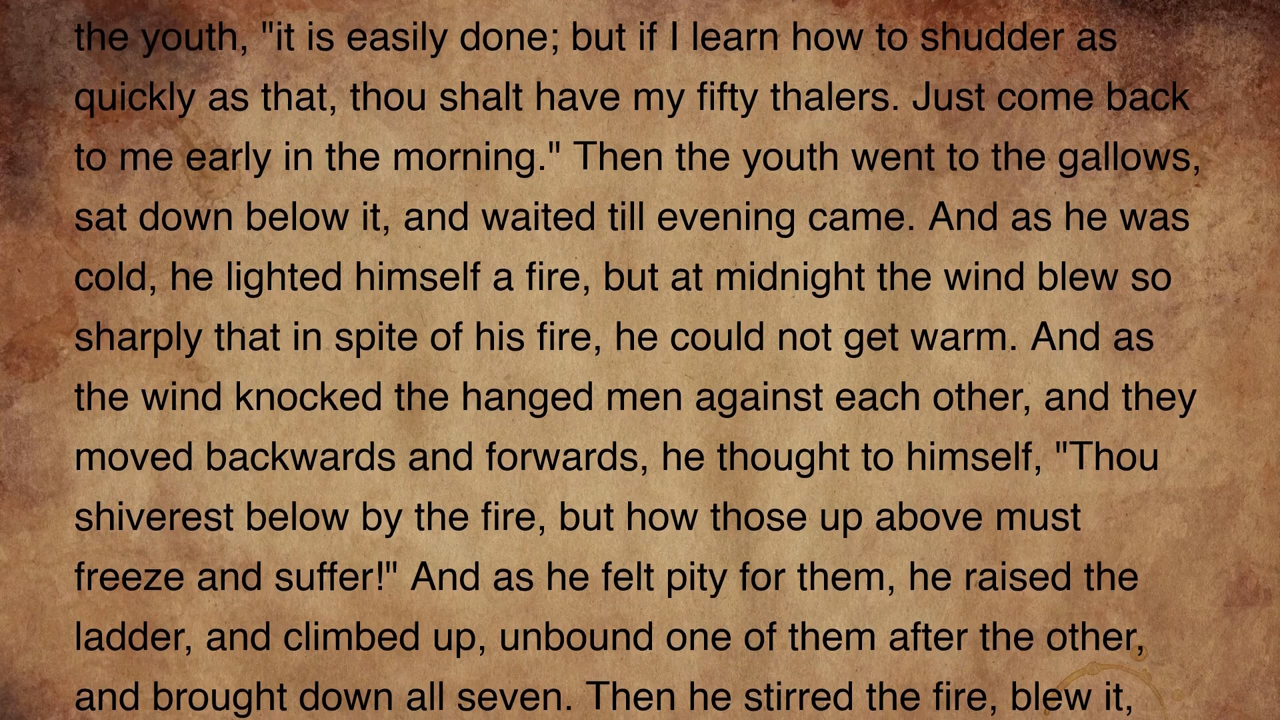 the youth, "it is easily done; but if I learn how to shudder as
quickly as that, thou shalt have my fifty thalers. Just come back
to me early in the morning." Then the youth went to the gallows,
sat down below it, and waited till evening came. And as he was
cold, he lighted himself a fire, but at midnight the wind blew so
sharply that in spite of his fire, he could not get warm. And as
the wind knocked the hanged men against each other, and they
moved backwards and forwards, he thought to himself, "Thou
shiverest below by the fire, but how those up above must
freeze and suffer!" And as he felt pity for them, he raised the
ladder, and climbed up, unbound one of them after the other,
and brought down all seven. Then he stirred the fire, blew it,